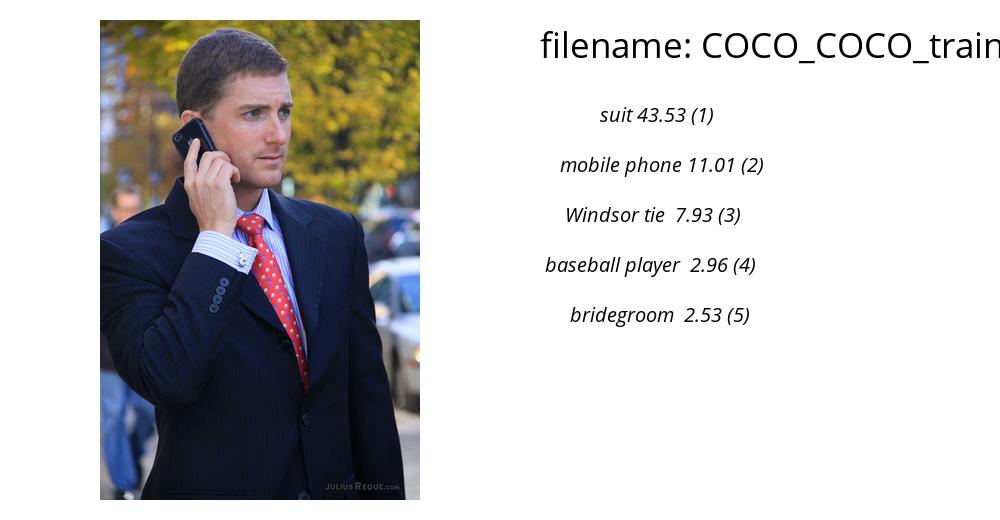 filename: COCO_COCO_train
suit 43.53 (1)
mobile phone 11.01 (2)
Windsor tie 7.93 (3)
baseball player 2.96 (4)
bridegroom 2.53 (5)
JULIUS REQUE.COM